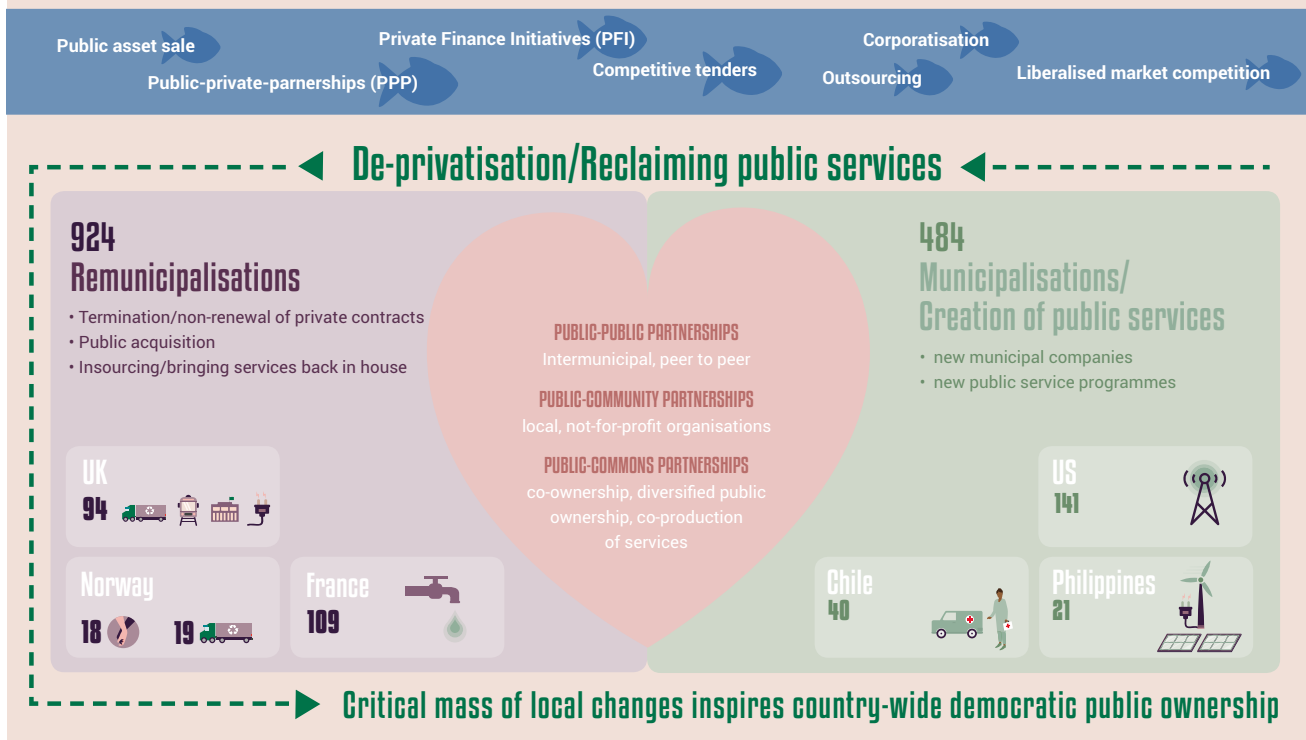 Public asset sale
Private Finance Initiatives (PFI)
Corporatisation
Public-private-parnerships (PPP)
Competitive tenders
Outsourcing
Liberalised market competition
De-privatisation/Reclaiming public services
924
Remunicipalisations
• Termination/non-renewal of private contracts
• Public acquisition
• Insourcing/bringing services back in house
UK
94
Norway
18
19
France
109
PUBLIC-PUBLIC PARTNERSHIPS
Intermunicipal, peer to peer
PUBLIC-COMMUNITY PARTNERSHIPS
local, not-for-profit organisations
PUBLIC-COMMONS PARTNERSHIPS
co-ownership, diversified public
ownership, co-production
of services
484
Municipalisations/
Creation of public services
• new municipal companies
• new public service programmes
US
141
Chile
40
Philippines
21
Critical mass of local changes inspires country-wide democratic public ownership